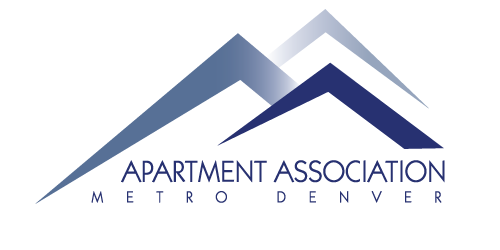 APARTMENT ASSOCIATION
METRO DENVER